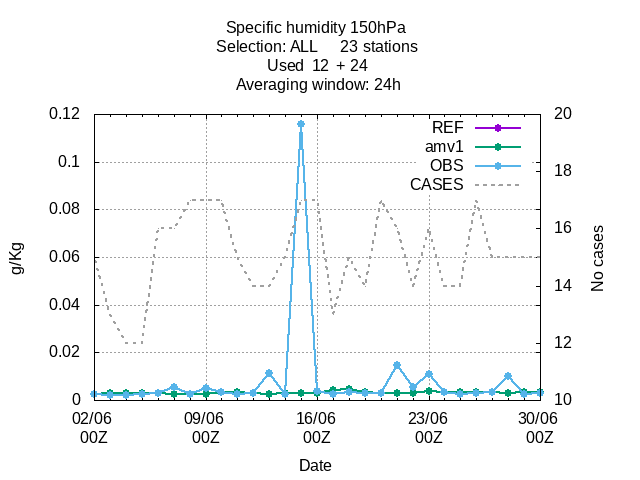 Specific humidity 150hPa
Selection: ALL     23 stations
Used  12  + 24
Averaging window: 24h
0.12
0.1
0.08
0.06
0.04
0.02
0
g/Kg
REF
amv1
OBS
CASES
20
18
16
14
12
10
No cases
02/06 09/06 16/06 23/06 30/06
00Z 00Z 00Z 00Z 00Z
Date